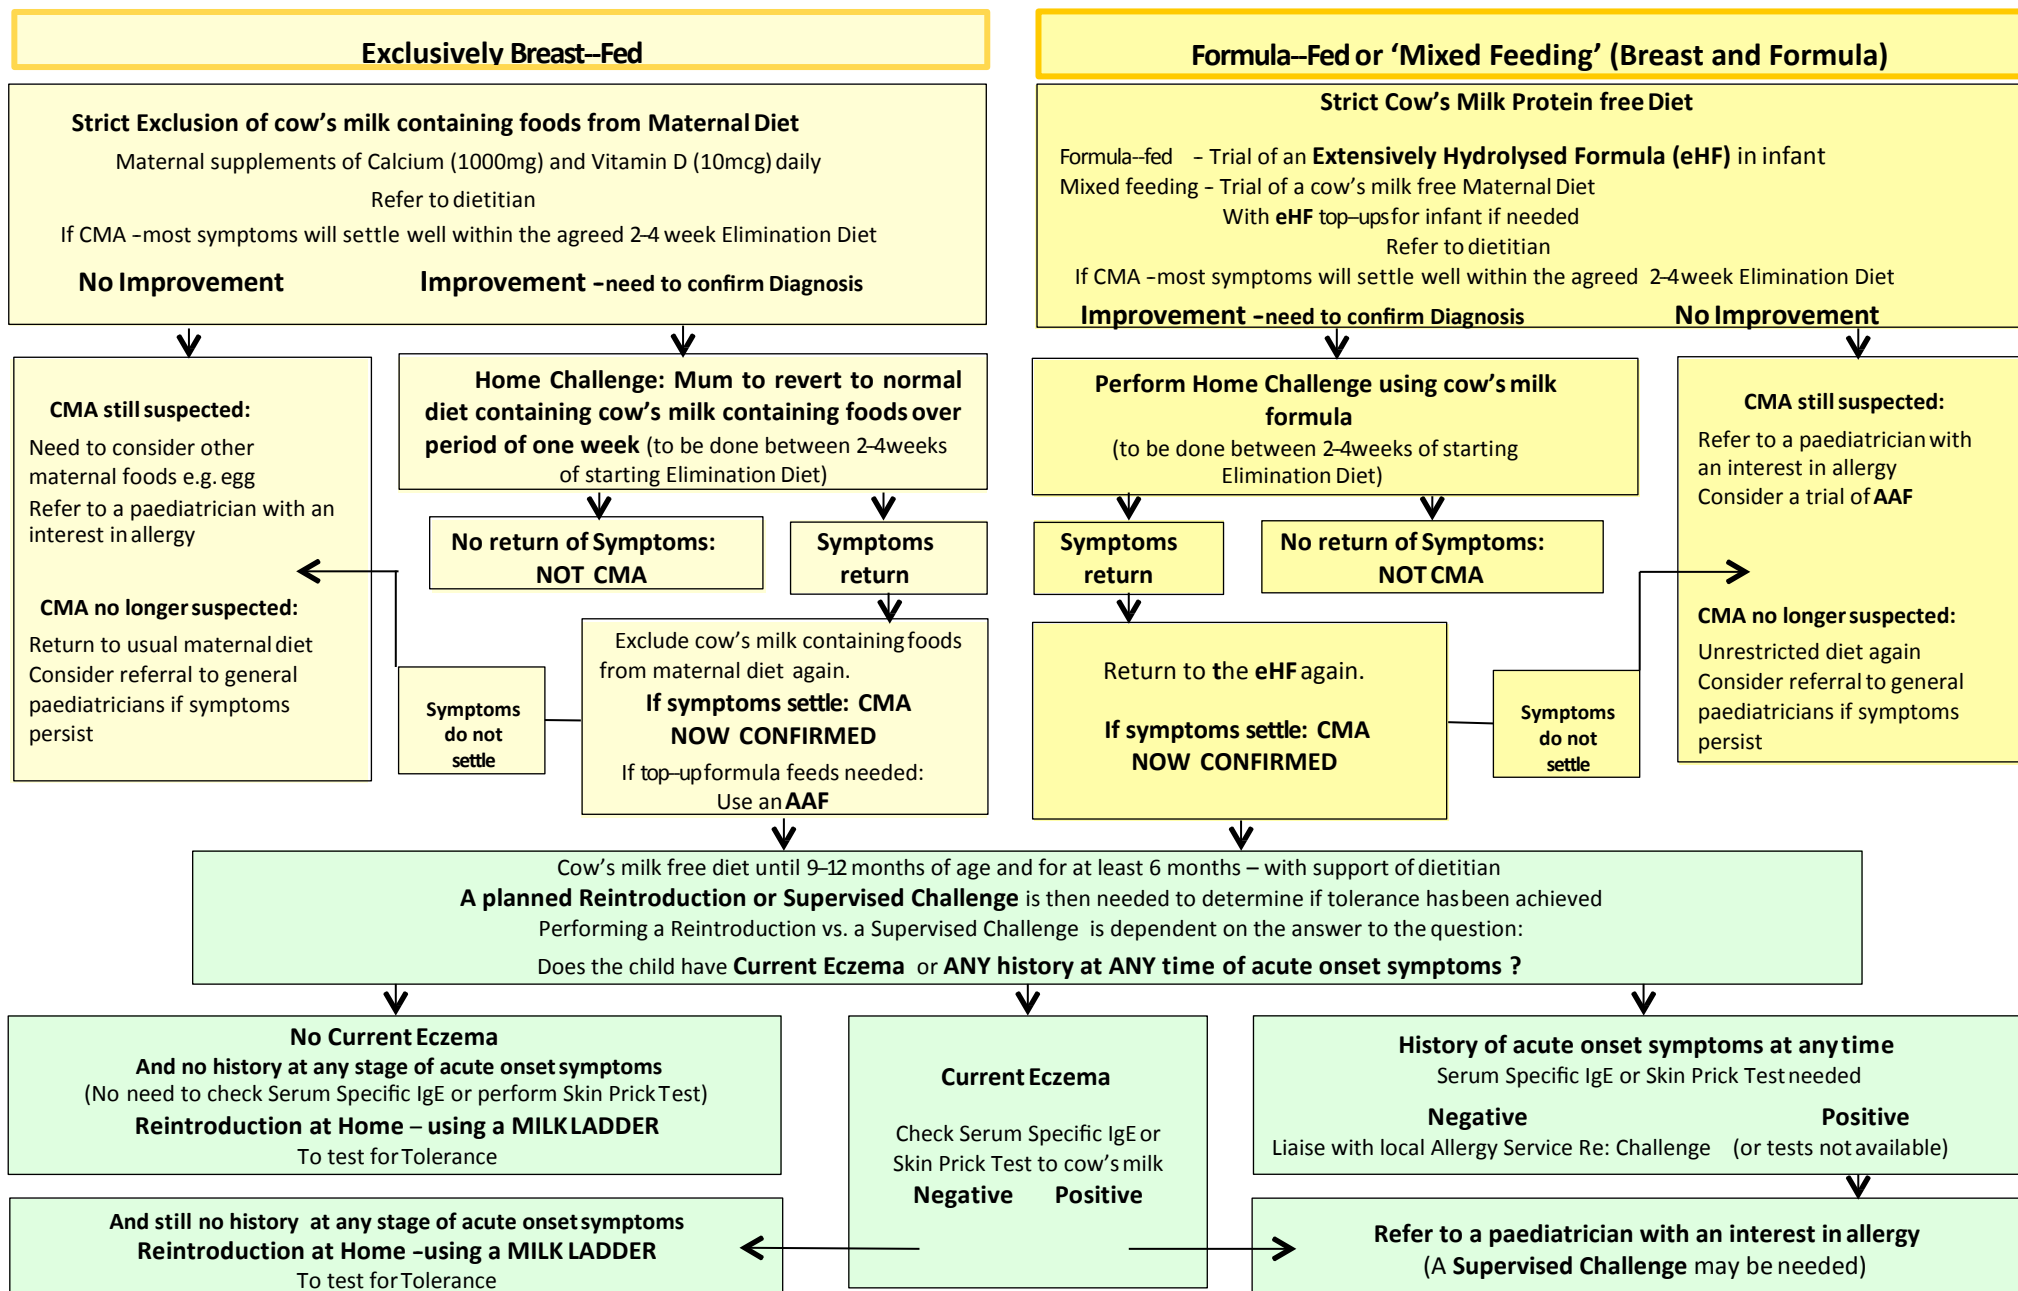 Exclusively Breast--Fed
Strict Exclusion of cow's milk containing foods from Maternal Diet
Maternal supplements of Calcium (1000mg) and Vitamin D (10mcg) daily
Refer to dietitian
If CMA –most symptoms will settle well within the agreed 2-4 week Elimination Diet
No Improvement
Improvement –need to confirm Diagnosis
CMA still suspected:
Need to consider other
maternal foods e.g. egg
Refer to a paediatrician with an
interest in allergy
CMA no longer suspected:
Return to usual maternal diet
Consider referral to general
paediatricians if symptoms
persist
Home Challenge: Mum to revert to normal
diet containing cow's milk containing foods over
period of one week (to be done between 2-4weeks
of starting Elimination Diet)
No return of Symptoms:
NOT CMA
Symptoms
return
Symptoms
do not
settle
Exclude cow's milk containing foods
from maternal diet again.
If symptoms settle: CMA
NOW CONFIRMED
If top–up formula feeds needed:
Use an AAF
Formula--Fed or 'Mixed Feeding' (Breast and Formula)
Strict Cow's Milk Protein free Diet
Formula--fed – Trial of an Extensively Hydrolysed Formula (eHF) in infant
Mixed feeding – Trial of a cow's milk free Maternal Diet
With eHF top–ups for infant if needed
Refer to dietitian
If CMA –most symptoms will settle well within the agreed 2-4week Elimination Diet
Improvement –need to confirm Diagnosis
No Improvement
Perform Home Challenge using cow's milk
formula
(to be done between 2-4weeks of starting
Elimination Diet)
Symptoms
return
No return of Symptoms:
NOT CMA
Return to the eHF again.
If symptoms settle: CMA
NOW CONFIRMED
Symptoms
do not
settle
CMA still suspected:
Refer to a paediatrician with
an interest in allergy
Consider a trial of AAF
CMA no longer suspected:
Unrestricted diet again
Consider referral to general
paediatricians if symptoms
persist
Cow's milk free diet until 9–12 months of age and for at least 6 months – with support of dietitian
A planned Reintroduction or Supervised Challenge is then needed to determine if tolerance has been achieved
Performing a Reintroduction vs. a Supervised Challenge is dependent on the answer to the question:
Does the child have Current Eczema or ANY history at ANY time of acute onset symptoms ?
No Current Eczema
And no history at any stage of acute onset symptoms
(No need to check Serum Specific IgE or perform Skin Prick Test)
Reintroduction at Home – using a MILK LADDER
To test for Tolerance
And still no history at any stage of acute onset symptoms
Reintroduction at Home –using a MILK LADDER
To test for Tolerance
Current Eczema
Check Serum Specific IgE or
Skin Prick Test to cow's milk
Negative Positive
History of acute onset symptoms at any time
Serum Specific IgE or Skin Prick Test needed
Negative Positive
Liaise with local Allergy Service Re: Challenge (or tests not available)
Refer to a paediatrician with an interest in allergy
(A Supervised Challenge may be needed)